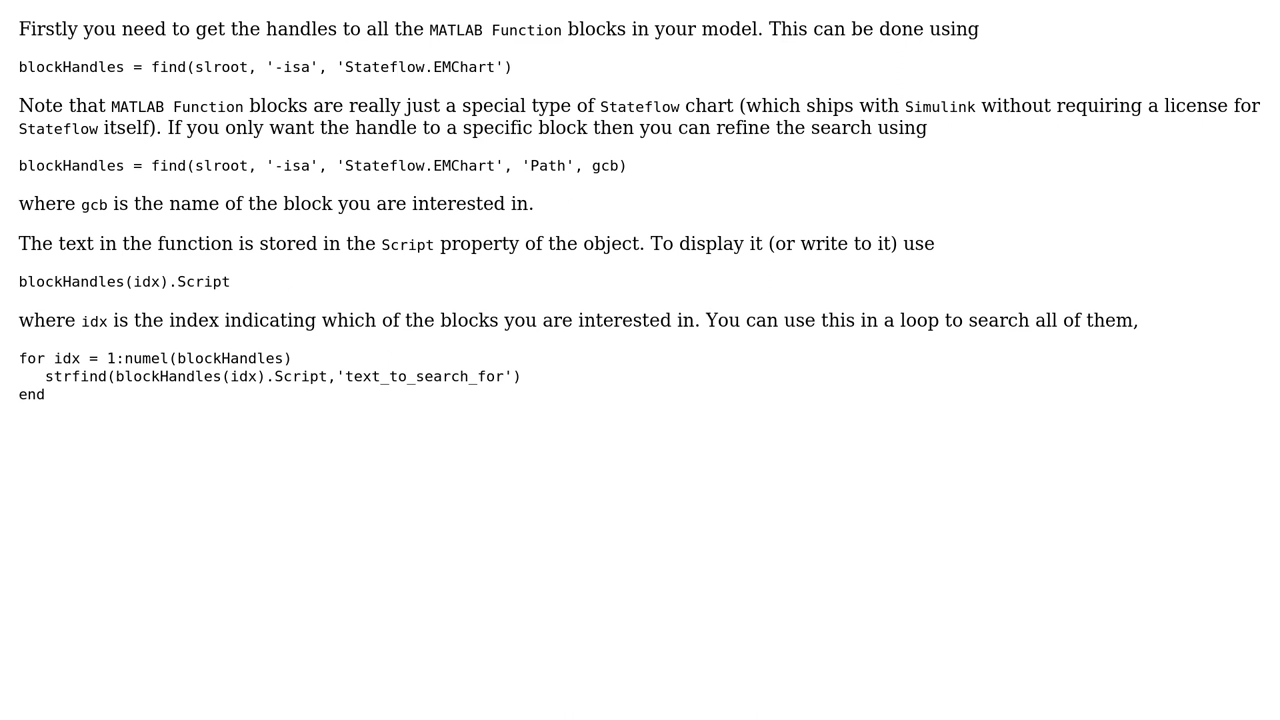 Firstly you need to get the handles to all the MATLAB Function blocks in your model. This can be done using
blockHandles = find(slroot, '-isa', 'Stateflow.EMChart')
Note that MATLAB Function blocks are really just a special type of Stateflow chart (which ships with Simulink without requiring a license for
Stateflow itself). If you only want the handle to a specific block then you can refine the search using
blockHandles = find(slroot, '-isa', 'Stateflow.EMChart', 'Path', gcb)
where gcb is the name of the block you are interested in.
The text in the function is stored in the Script property of the object. To display it (or write to it) use
blockHandles(idx).Script
where idx is the index indicating which of the blocks you are interested in. You can use this in a loop to search all of them,
for idx = 1:numel(blockHandles)
   strfind(blockHandles(idx).Script,'text_to_search_for')
end